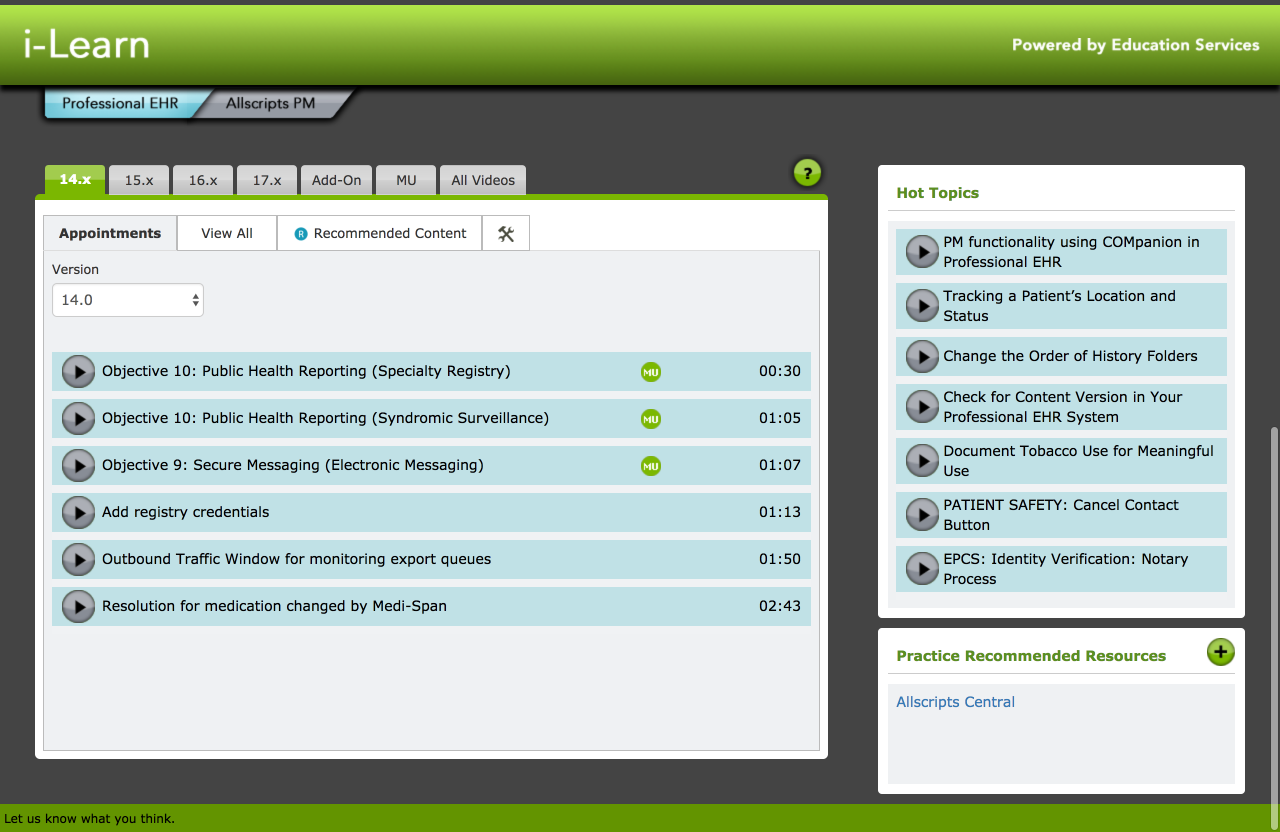 i-Learn
Powered by Education Services
Professional EHR
Allscripts PM
14.x
15.x
16.x
17.x
Add-On
MU
All Videos
?
Appointments
View All
R Recommended Content
Version
14.0
Objective 10: Public Health Reporting (Specialty Registry) MU 00:30
Objective 10: Public Health Reporting (Syndromic Surveillance) MU 01:05
Objective 9: Secure Messaging (Electronic Messaging) MU 01:07
Add registry credentials 01:13
Outbound Traffic Window for monitoring export queues 01:50
Resolution for medication changed by Medi-Span 02:43
Hot Topics
PM functionality using COMpanion in
Professional EHR
Tracking a Patient’s Location and
Status
Change the Order of History Folders
Check for Content Version in Your
Professional EHR System
Document Tobacco Use for Meaningful
Use
PATIENT SAFETY: Cancel Contact
Button
EPCS: Identity Verification: Notary
Process
Practice Recommended Resources
Allscripts Central
Let us know what you think.